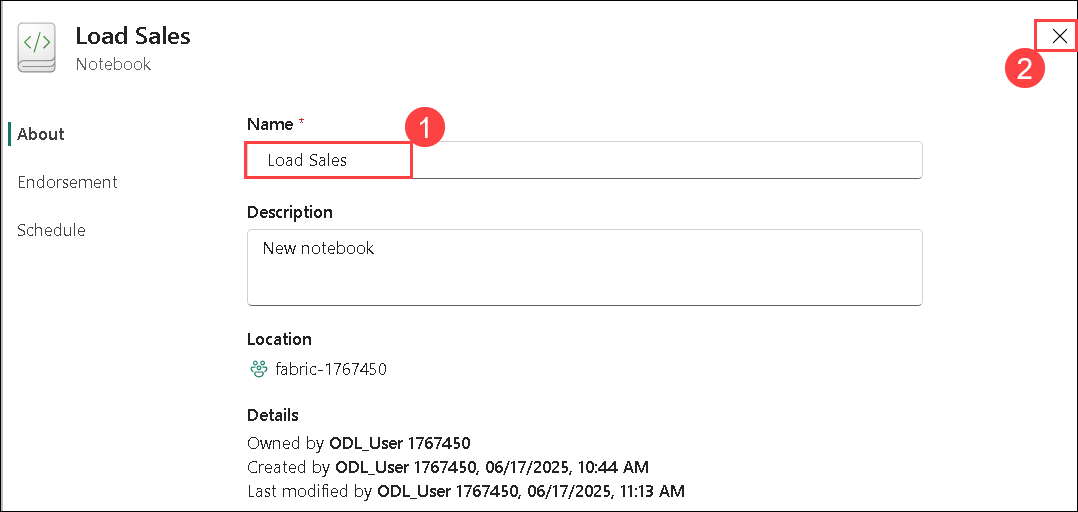 Load Sales
Notebook
2
About
Endorsement
Schedule
Name *
1
Load Sales
Description
New notebook
Location
fabric-1767450
Details
Owned by ODL_User 1767450
Created by ODL_User 1767450, 06/17/2025, 10:44 AM
Last modified by ODL_User 1767450, 06/17/2025, 11:13 AM